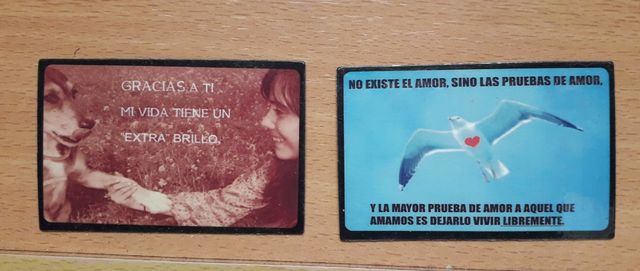 GRACIAS A TI
MI VIDA TIENE UN
"EXTRA" BRILLO.
NO EXISTE EL AMOR, SINO LAS PRUEBAS DE AMOR,
Y LA MAYOR PRUEBA DE AMOR A AQUEL QUE
AMAMOS ES DEJARLO VIVIR LIBREMENTE.